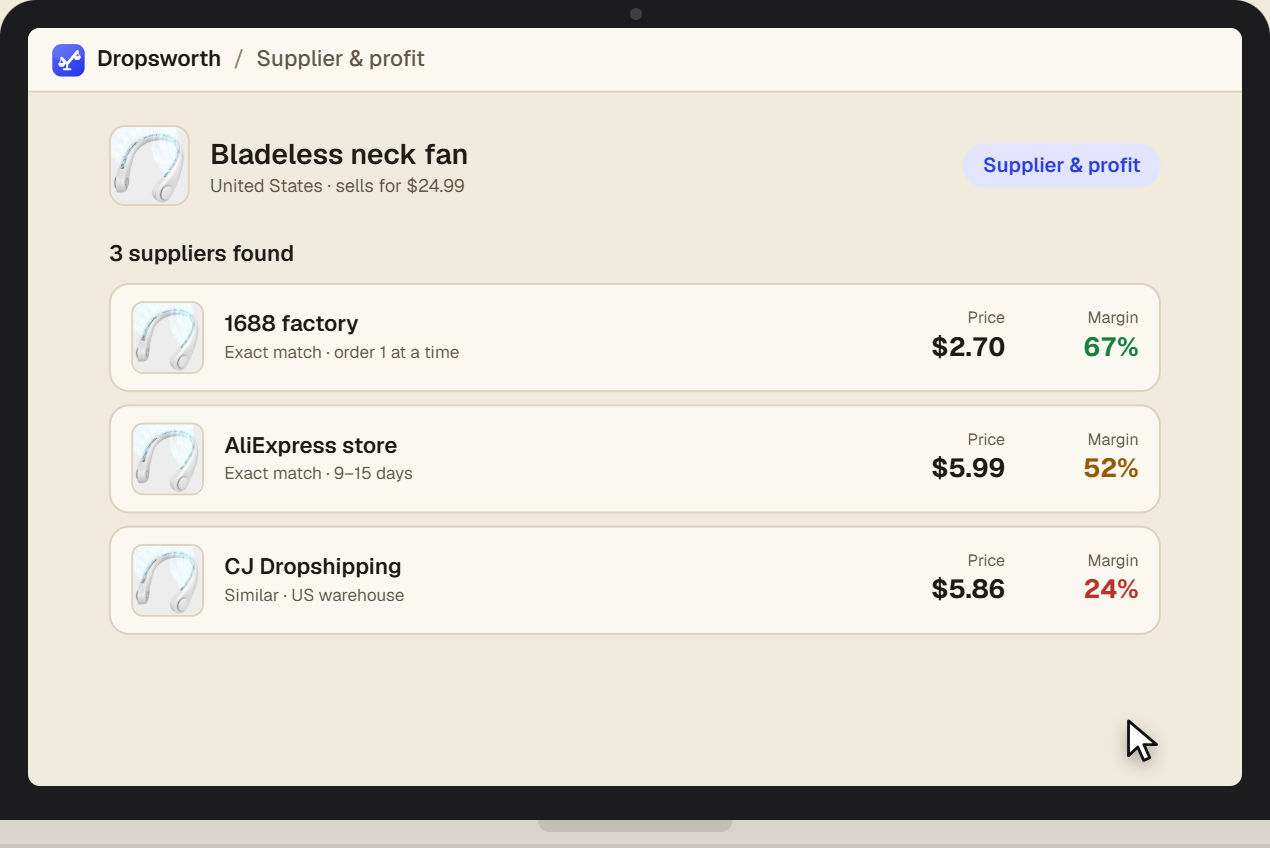 Dropsworth / Supplier & profit
Bladeless neck fan
United States · sells for $24.99
Supplier & profit
3 suppliers found
1688 factory
Exact match · order 1 at a time
Price
$2.70
Margin
67%
AliExpress store
Exact match · 9–15 days
Price
$5.99
Margin
52%
CJ Dropshipping
Similar · US warehouse
Price
$5.86
Margin
24%